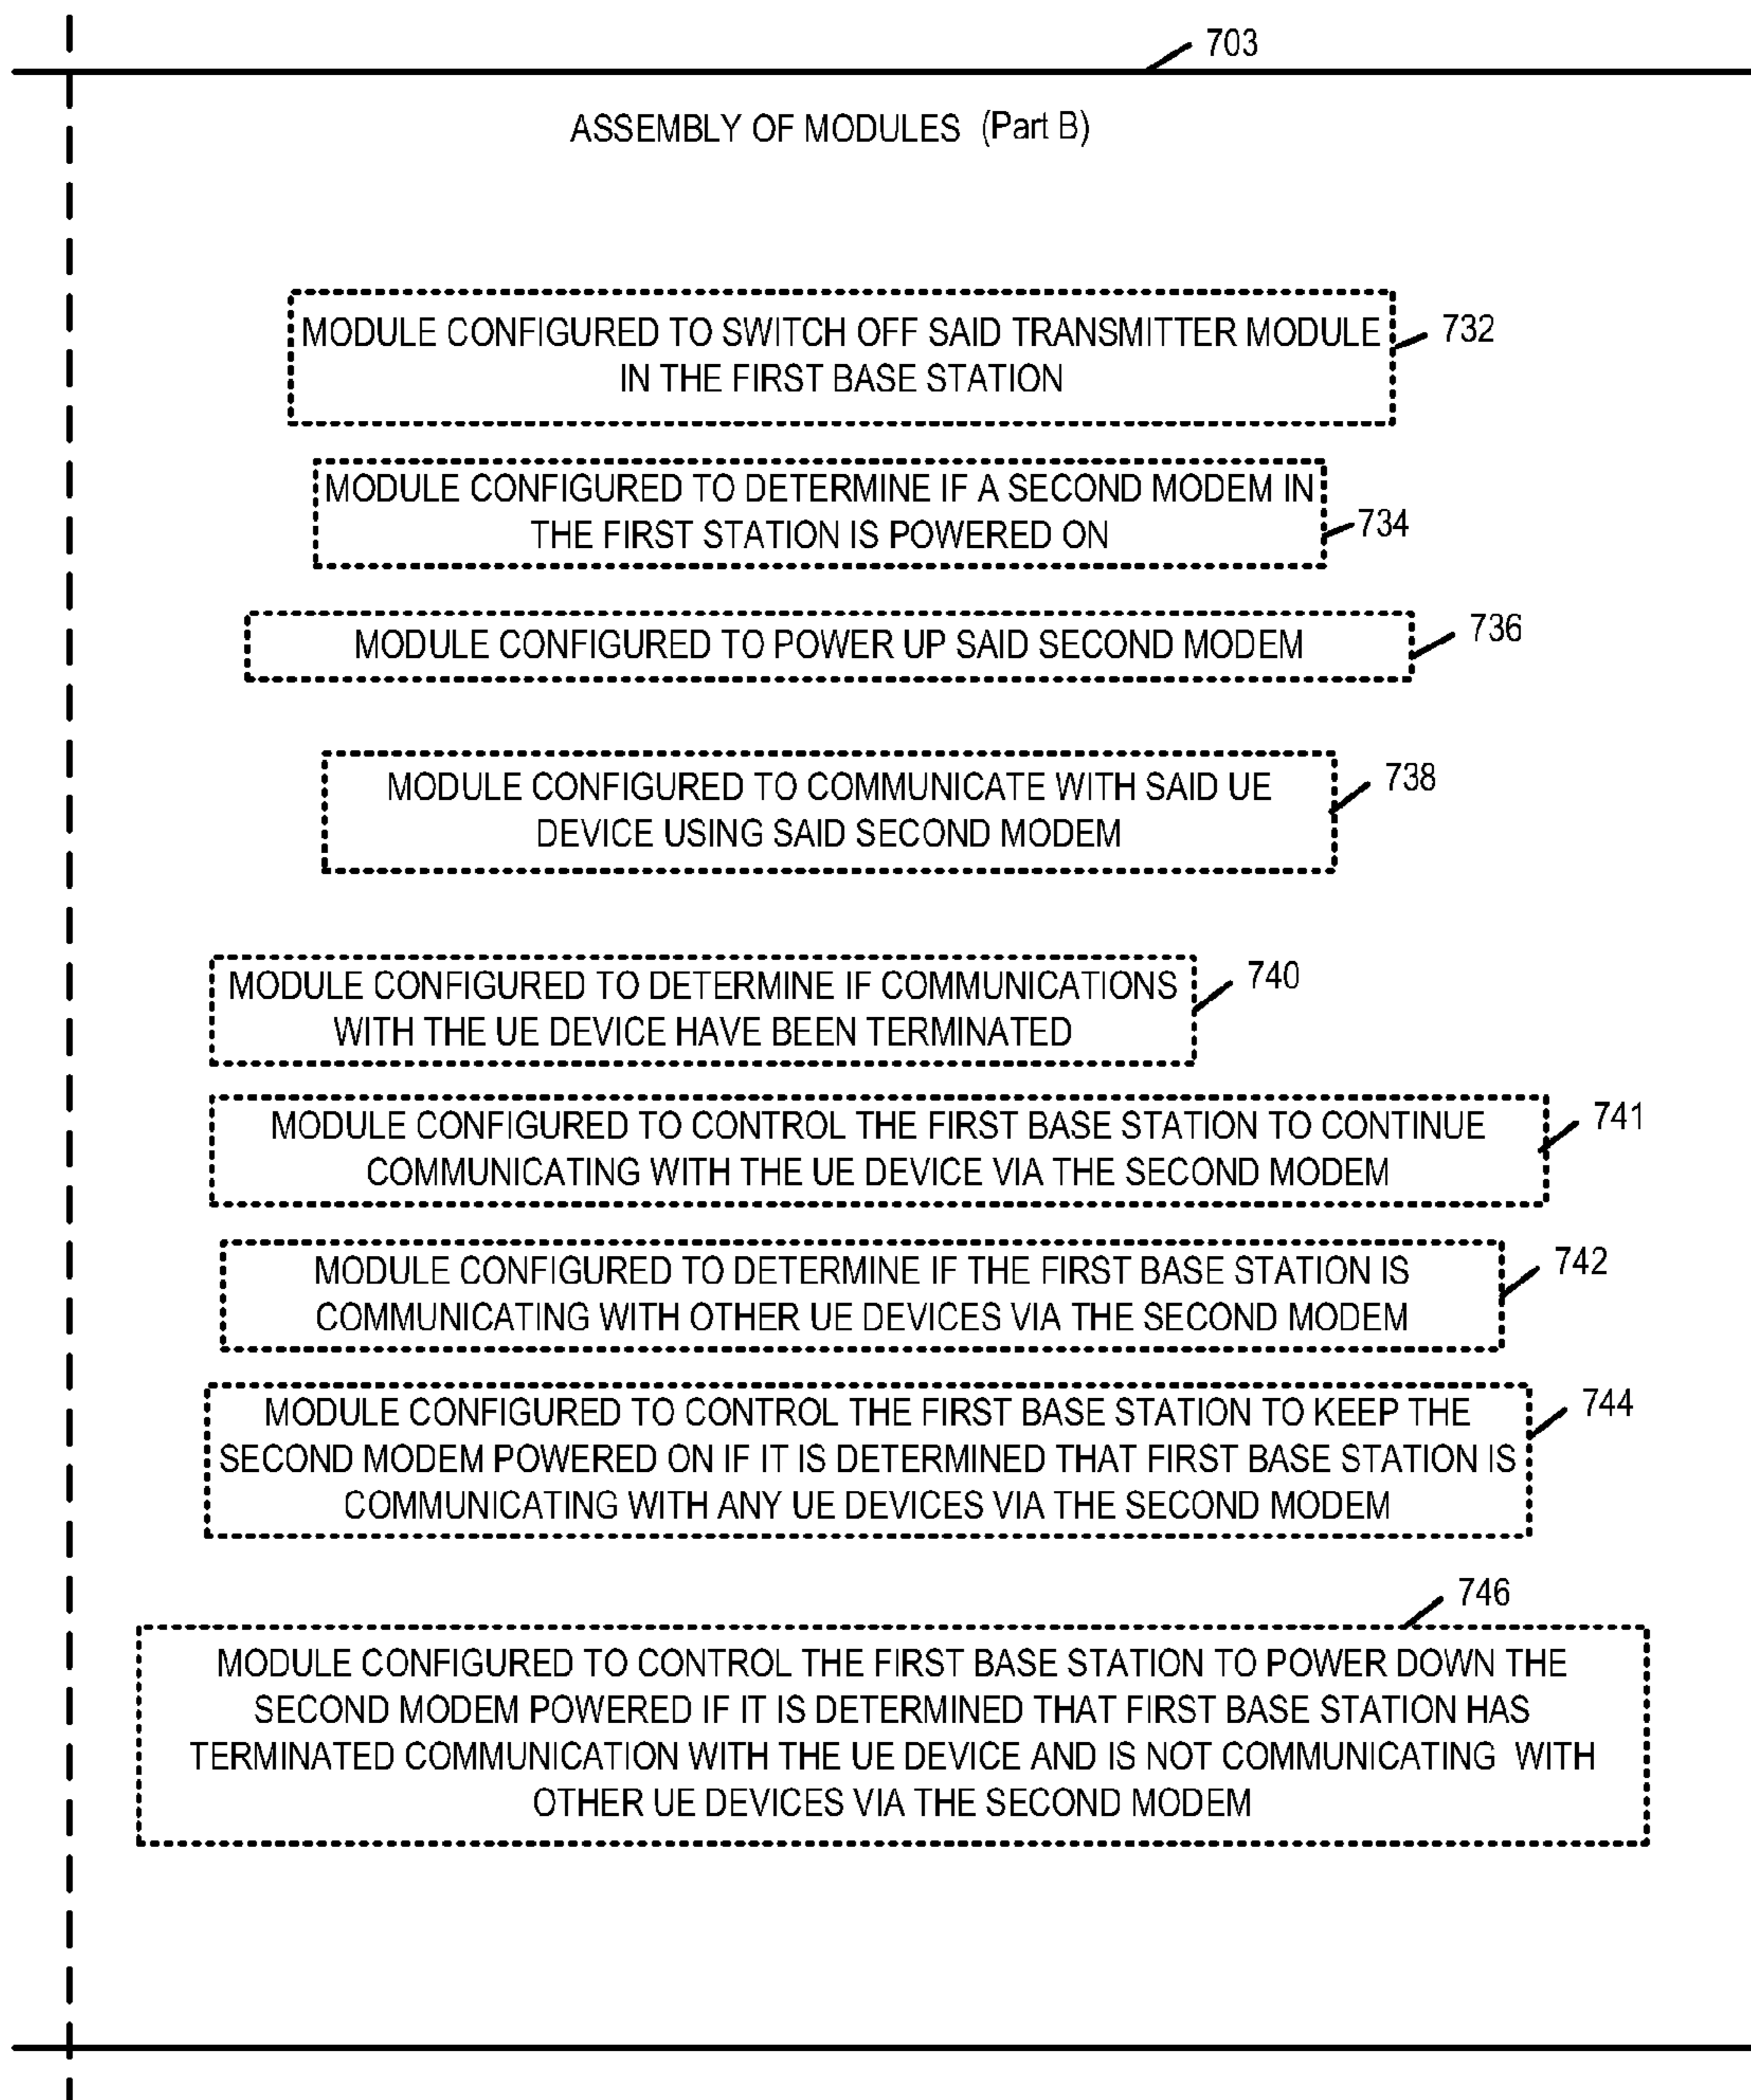 703
ASSEMBLY OF MODULES (Part B)
MODULE CONFIGURED TO SWITCH OFF SAID TRANSMITTER MODULE
IN THE FIRST BASE STATION
732
MODULE CONFIGURED TO DETERMINE IF A SECOND MODEM IN
THE FIRST STATION IS POWERED ON
734
MODULE CONFIGURED TO POWER UP SAID SECOND MODEM
736
MODULE CONFIGURED TO COMMUNICATE WITH SAID UE
DEVICE USING SAID SECOND MODEM
738
MODULE CONFIGURED TO DETERMINE IF COMMUNICATIONS
WITH THE UE DEVICE HAVE BEEN TERMINATED
740
MODULE CONFIGURED TO CONTROL THE FIRST BASE STATION TO CONTINUE
COMMUNICATING WITH THE UE DEVICE VIA THE SECOND MODEM
741
MODULE CONFIGURED TO DETERMINE IF THE FIRST BASE STATION IS
COMMUNICATING WITH OTHER UE DEVICES VIA THE SECOND MODEM
742
MODULE CONFIGURED TO CONTROL THE FIRST BASE STATION TO KEEP THE
SECOND MODEM POWERED ON IF IT IS DETERMINED THAT FIRST BASE STATION IS
COMMUNICATING WITH ANY UE DEVICES VIA THE SECOND MODEM
744
746
MODULE CONFIGURED TO CONTROL THE FIRST BASE STATION TO POWER DOWN THE
SECOND MODEM POWERED IF IT IS DETERMINED THAT FIRST BASE STATION HAS
TERMINATED COMMUNICATION WITH THE UE DEVICE AND IS NOT COMMUNICATING WITH
OTHER UE DEVICES VIA THE SECOND MODEM